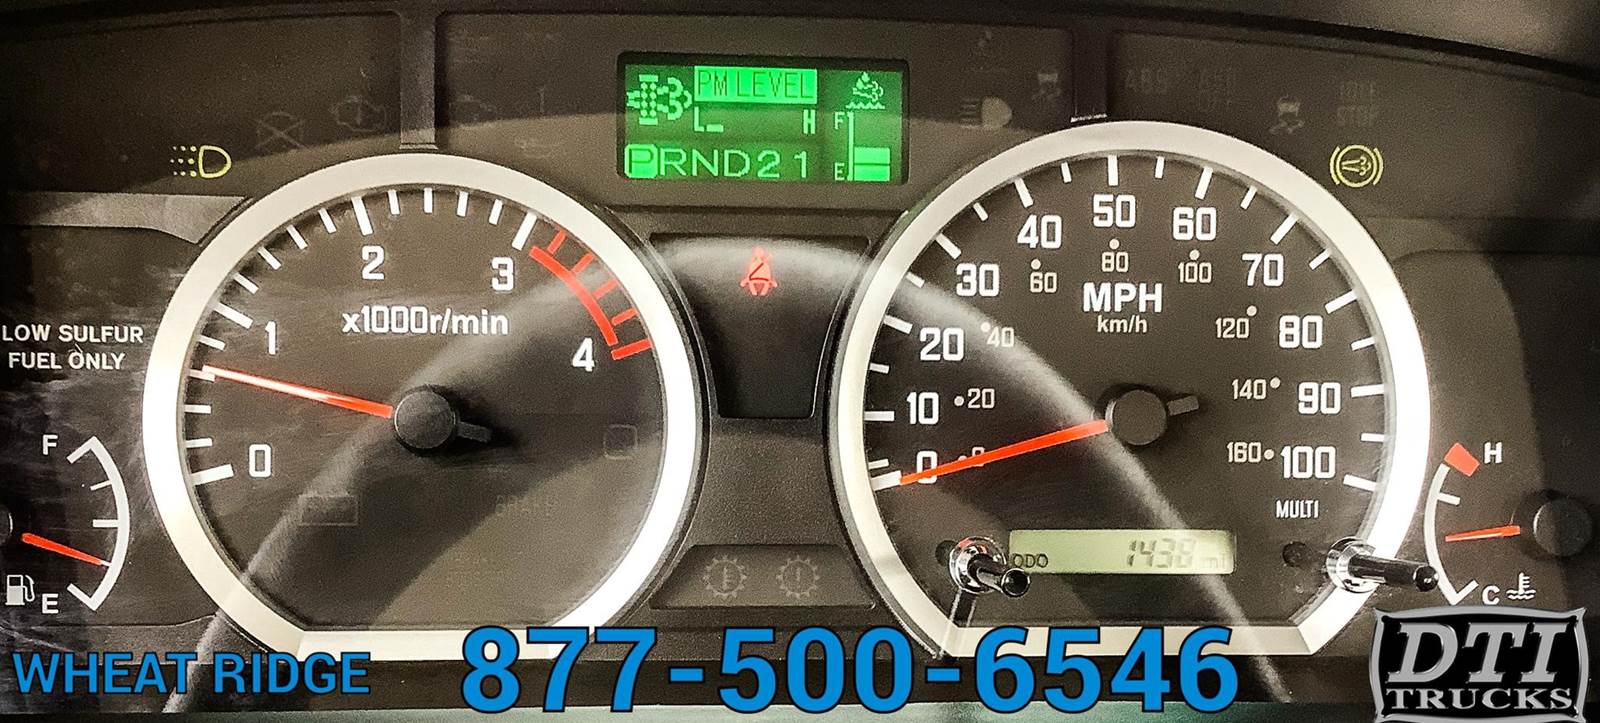 PM LEVEL
L H
F
E
PRND21
ABS
0 1 2 3 4
x1000r/min
LOW SULFUR
FUEL ONLY
F
E
0 10 20 30 40 50 60 70 80 90 100
20 40 60 80 100 120 140 160
MPH
km/h
MULTI
ODO 1438 mi
H
C
WHEAT RIDGE
877-500-6546
DTI
TRUCKS